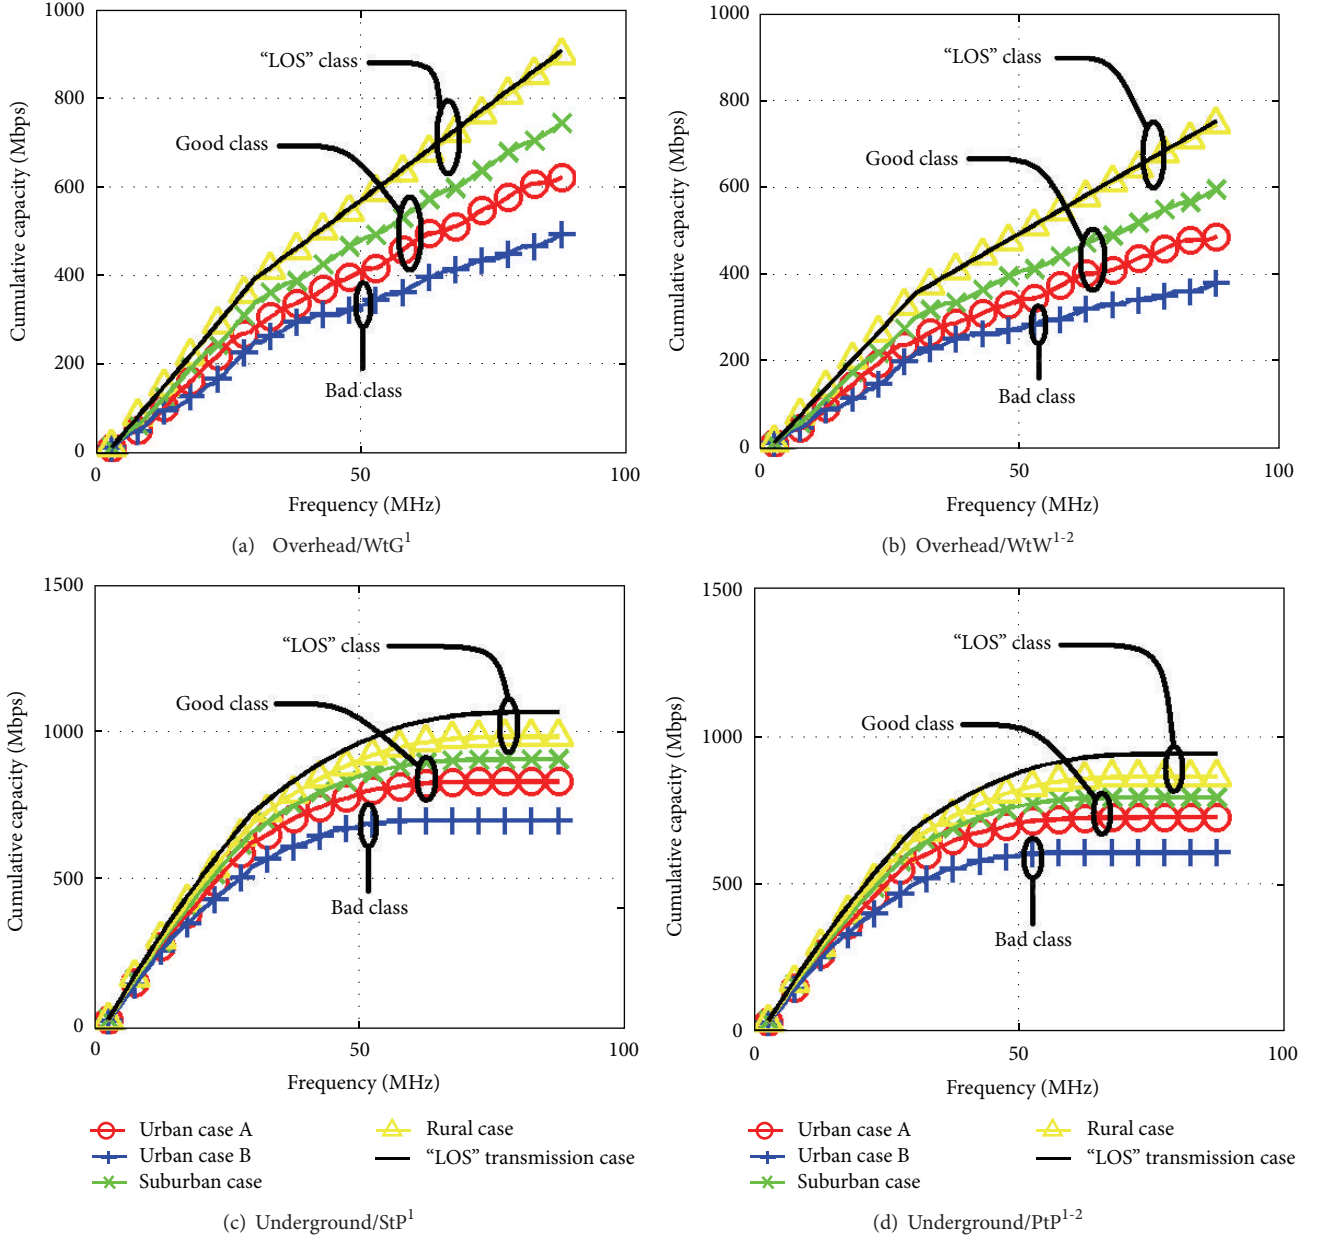 1000
800
600
400
200
0
0
50
100
Cumulative capacity (Mbps)
Frequency (MHz)
“LOS” class
Good class
Bad class
(a) Overhead/WtG1
1000
800
600
400
200
0
0
50
100
Cumulative capacity (Mbps)
Frequency (MHz)
“LOS” class
Good class
Bad class
(b) Overhead/WtW1-2
1500
1000
500
0
0
50
100
Cumulative capacity (Mbps)
Frequency (MHz)
“LOS” class
Good class
Bad class
Urban case A
Urban case B
Suburban case
Rural case
“LOS” transmission case
(c) Underground/StP1
1500
1000
500
0
0
50
100
Cumulative capacity (Mbps)
Frequency (MHz)
“LOS” class
Good class
Bad class
Urban case A
Urban case B
Suburban case
Rural case
“LOS” transmission case
(d) Underground/PtP1-2